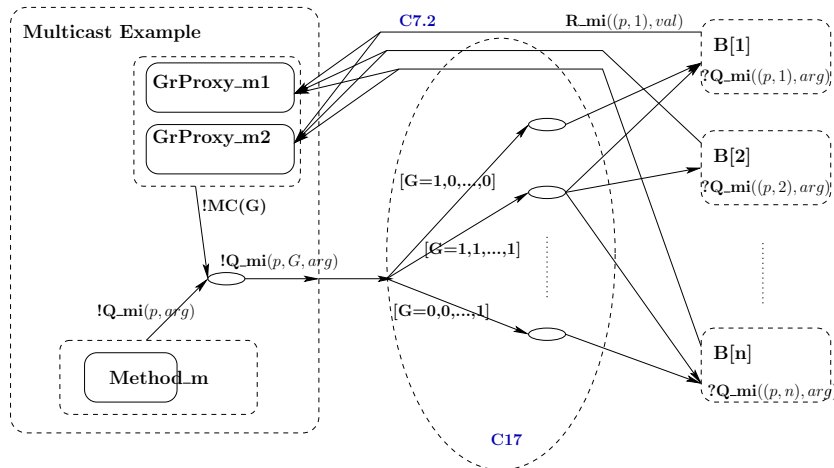 C7.2
R_mi((p, 1), val)
Multicast Example
B[1]
?Q_mi((p, 1), arg)
GrProxy_m1
GrProxy_m2
B[2]
?Q_mi((p, 2), arg)
[G=1,0,...,0]
!MC(G)
[G=1,1,...,1]
!Q_mi(p, G, arg)
!Q_mi(p, arg)
[G=0,0,...,1]
B[n]
?Q_mi((p, n), arg)
Method_m
C17